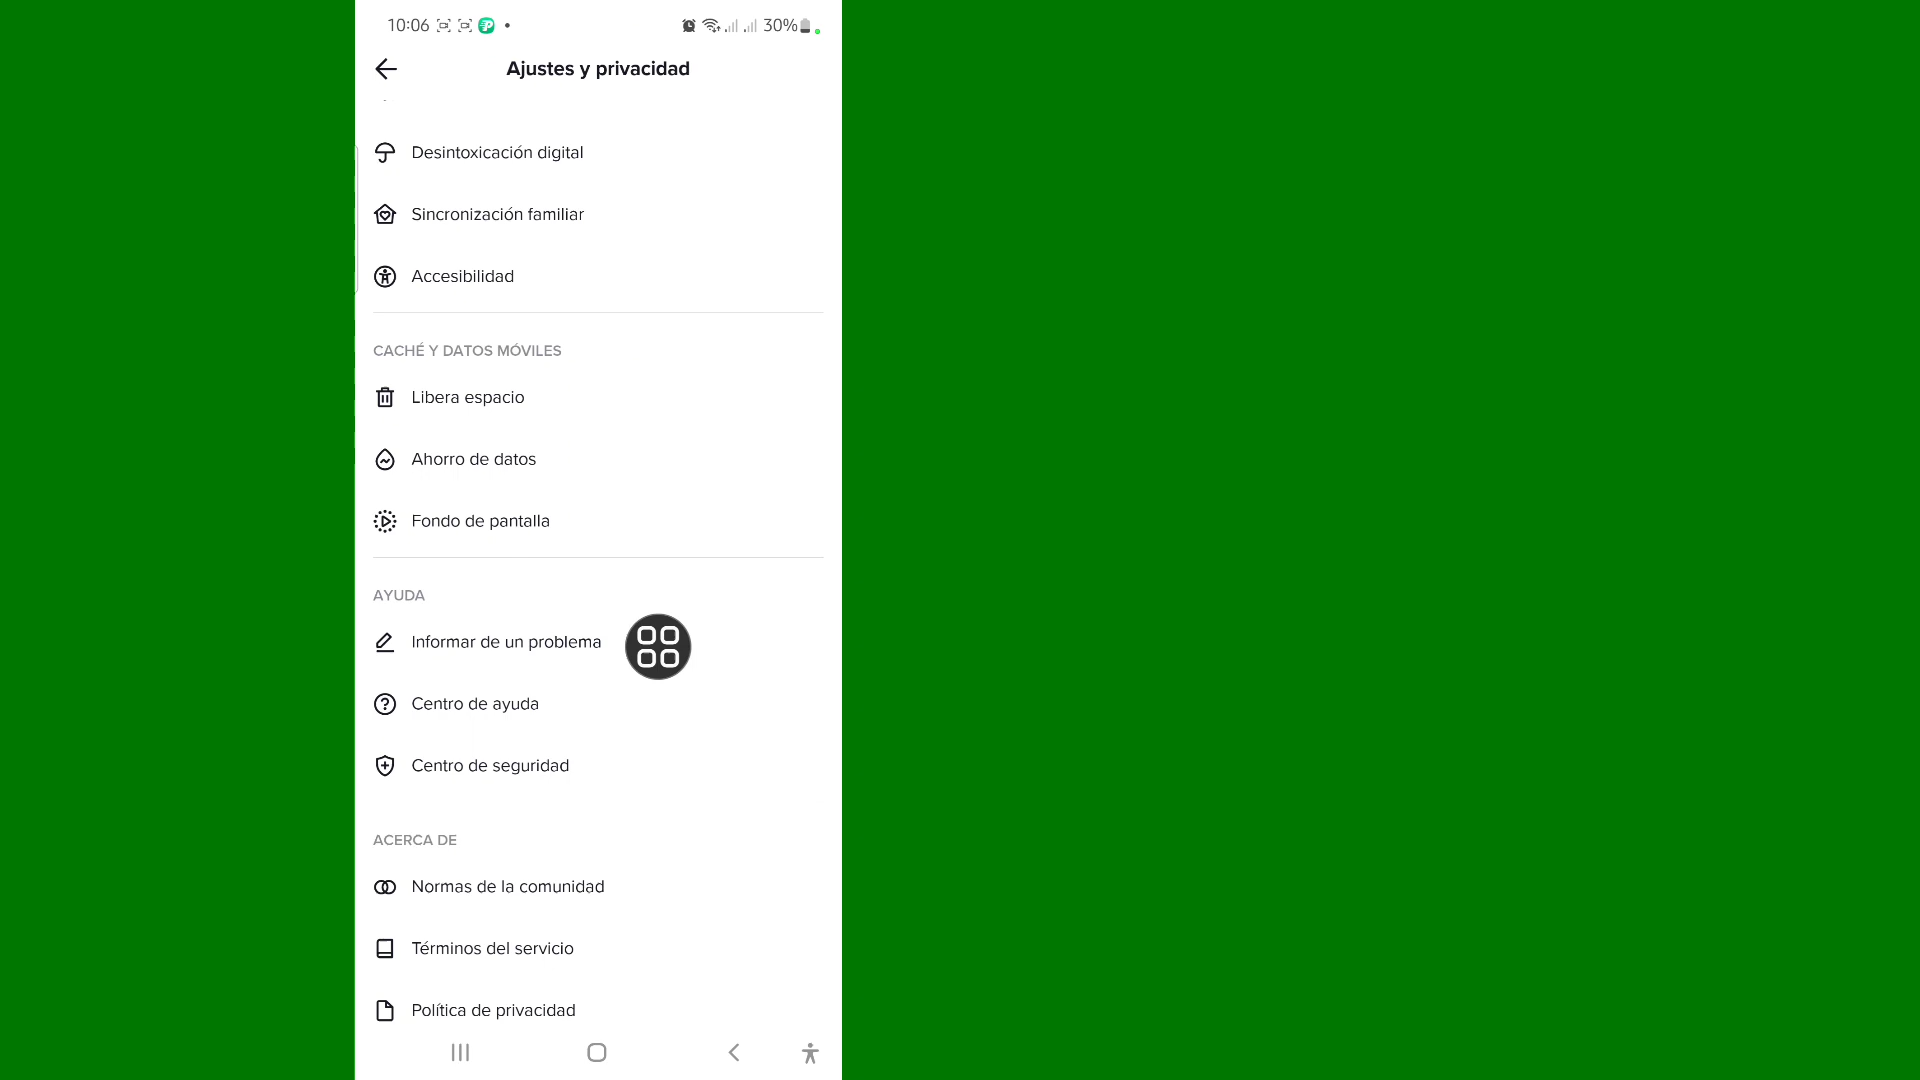 10:06
30%
Ajustes y privacidad
Desintoxicación digital
Sincronización familiar
Accesibilidad
CACHÉ Y DATOS MÓVILES
Libera espacio
Ahorro de datos
Fondo de pantalla
AYUDA
Informar de un problema
Centro de ayuda
Centro de seguridad
ACERCA DE
Normas de la comunidad
Términos del servicio
Política de privacidad